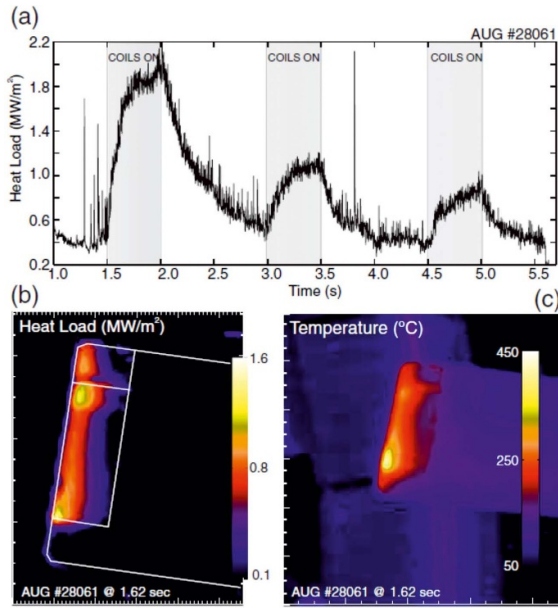 (a)
AUG #28061
2.2
1.8
1.4
1.0
0.6
0.2
Heat Load (MW/m²)
COILS ON
COILS ON
COILS ON
1.0 1.5 2.0 2.5 3.0 3.5 4.0 4.5 5.0 5.5
Time (s)
(b)
Heat Load (MW/m²)
1.6
0.8
0.1
AUG #28061 @ 1.62 sec
(c)
Temperature (ºC)
450
250
50
AUG #28061 @ 1.62 sec